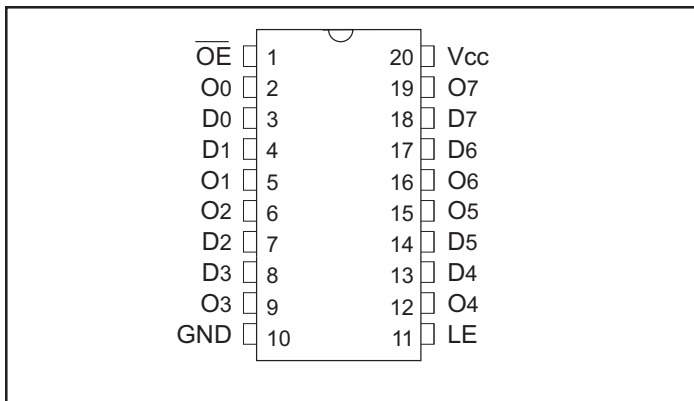 O̅E̅ 1 20 Vcc
O0 2 19 O7
D0 3 18 D7
D1 4 17 D6
O1 5 16 O6
O2 6 15 O5
D2 7 14 D5
D3 8 13 D4
O3 9 12 O4
GND 10 11 LE